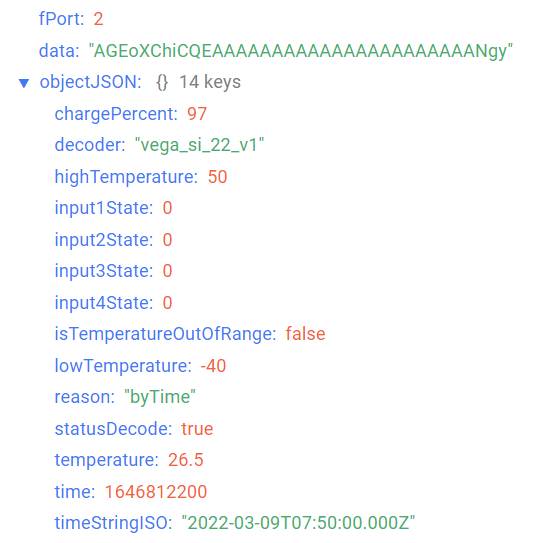 fPort: 2
data: "AGEoXChiCQEAAAAAAAAAAAAAAAAAAAAAANgy"
objectJSON: {} 14 keys
chargePercent: 97
decoder: "vega_si_22_v1"
highTemperature: 50
input1State: 0
input2State: 0
input3State: 0
input4State: 0
isTemperatureOutOfRange: false
lowTemperature: -40
reason: "byTime"
statusDecode: true
temperature: 26.5
time: 1646812200
timeStringISO: "2022-03-09T07:50:00.000Z"